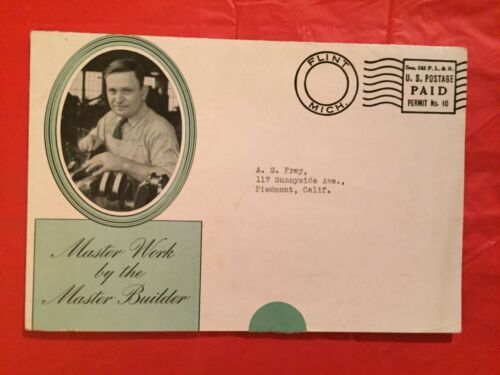 FLINT
MICH.
Sec. 562 P. L. & R.
U. S. POSTAGE
PAID
PERMIT No. 10
A. S. Fray,
117 Sunnyside Ave.,
Piedmont, Calif.
Master Work
by the
Master Builder